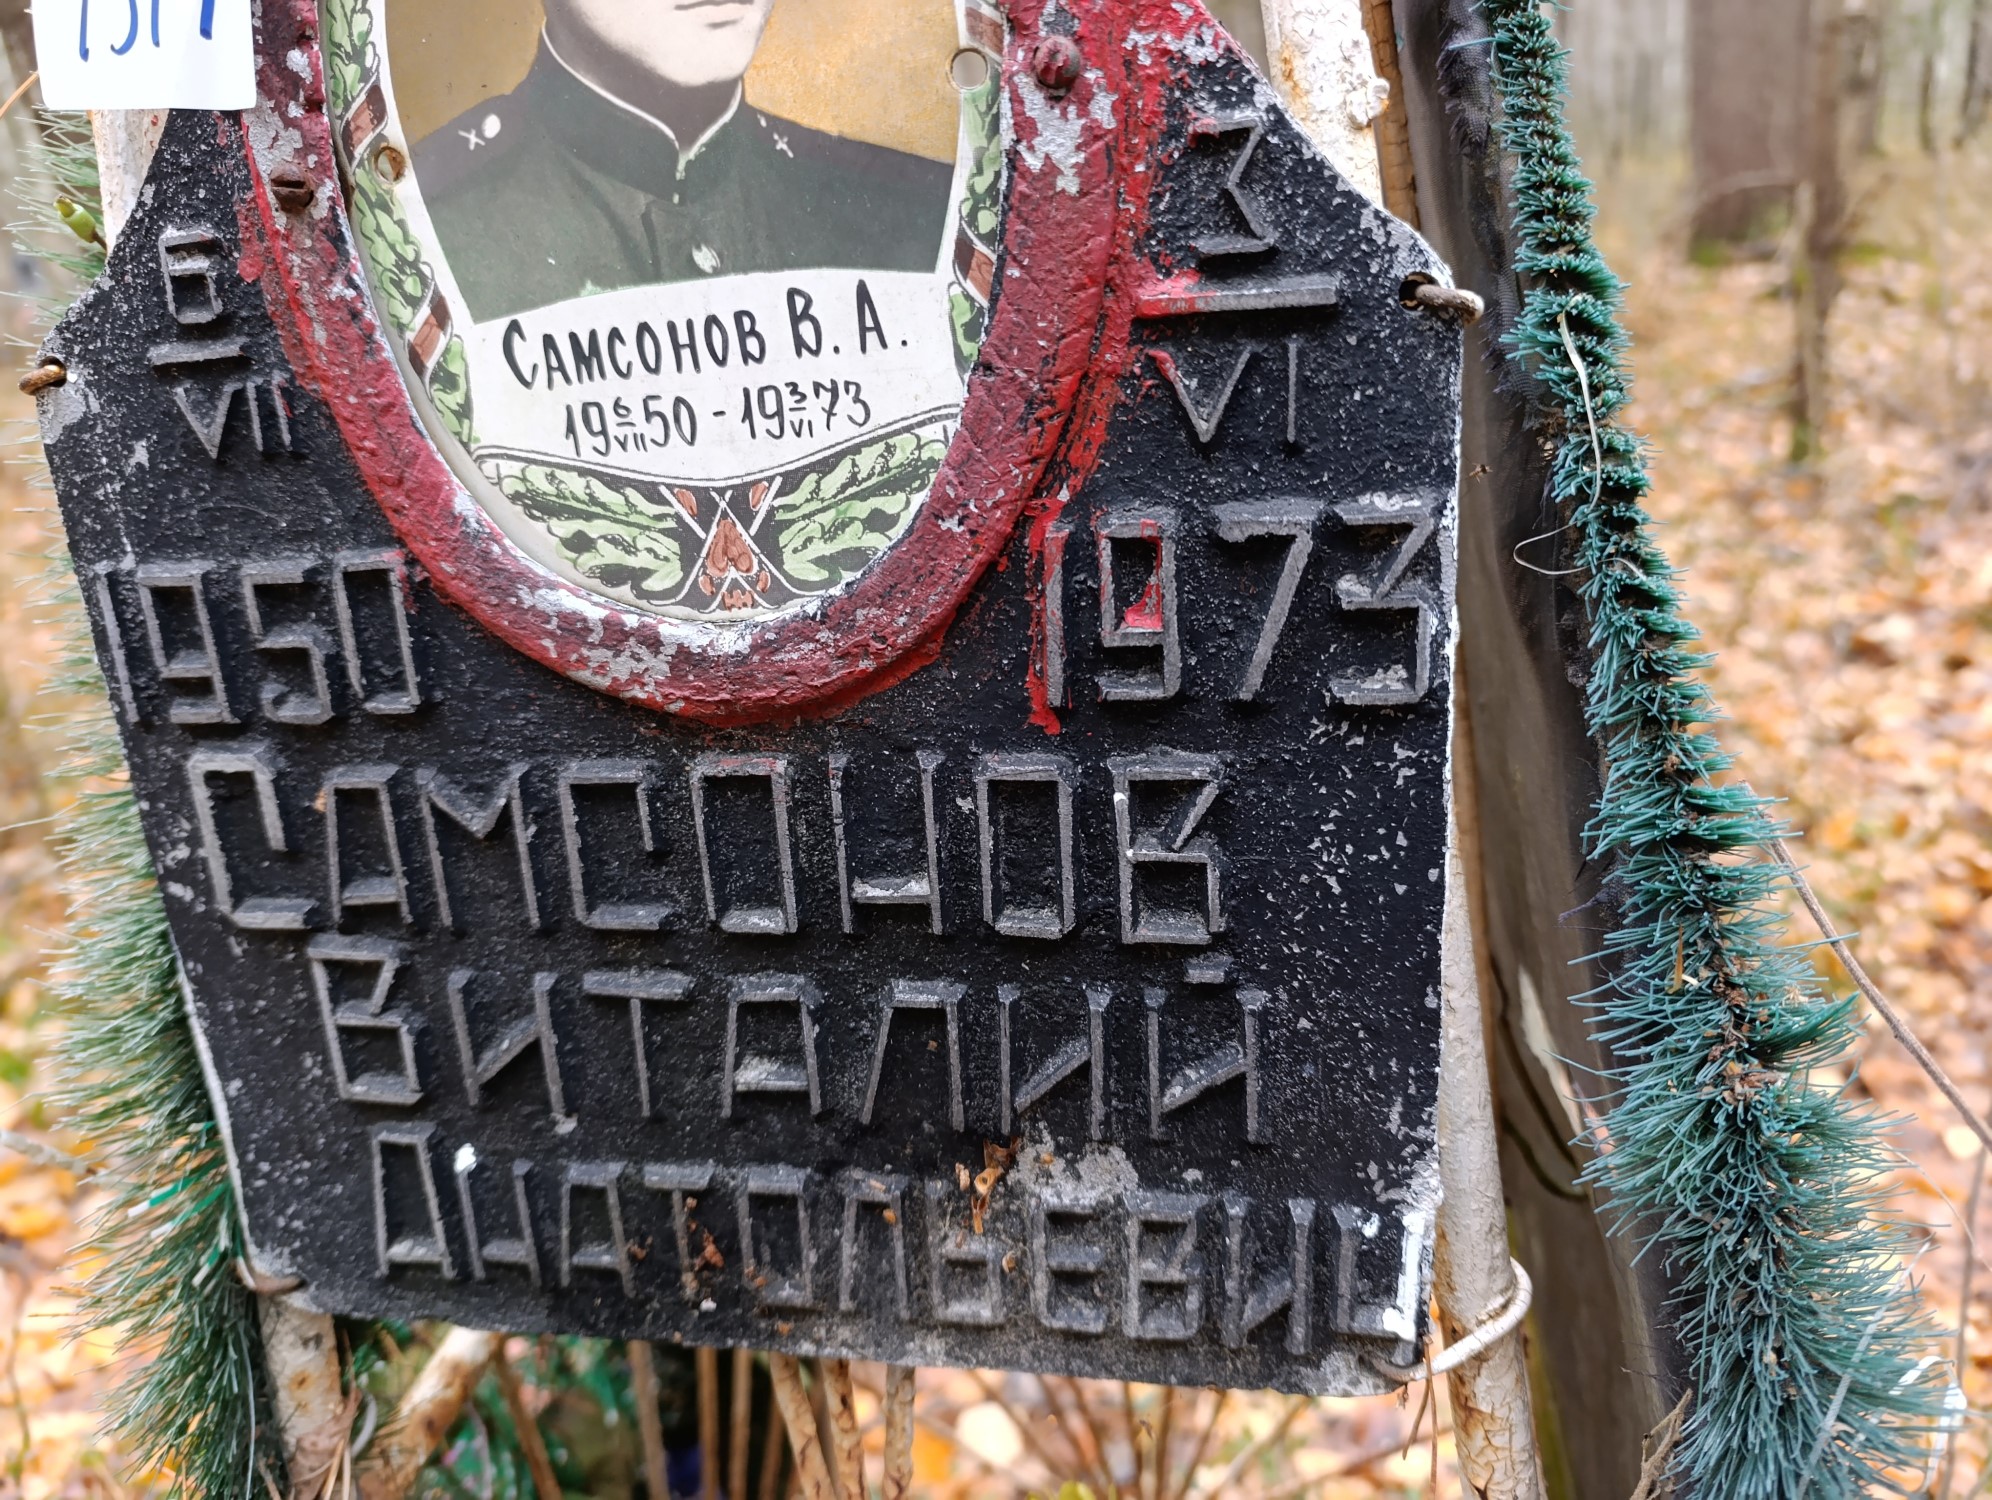 САМСОНОВ В. А.
19 6/VII 50 - 19 3/VI 73
6
VII
1950
3
VI
1973
САМСОНОВ
ВИТАЛИЙ
АНАТОЛЬЕВИЧ